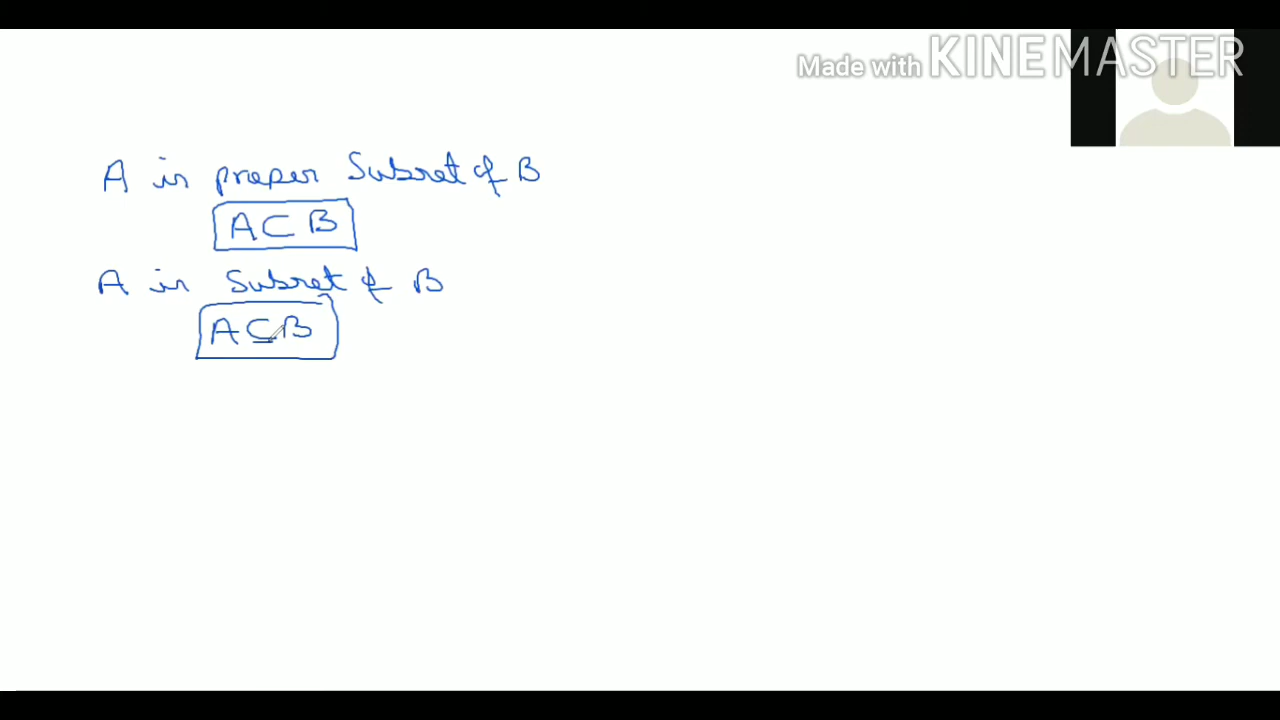 Made with KINEMASTER
A is proper Subset of B
A ⊂ B
A is Subset of B
A ⊆ B